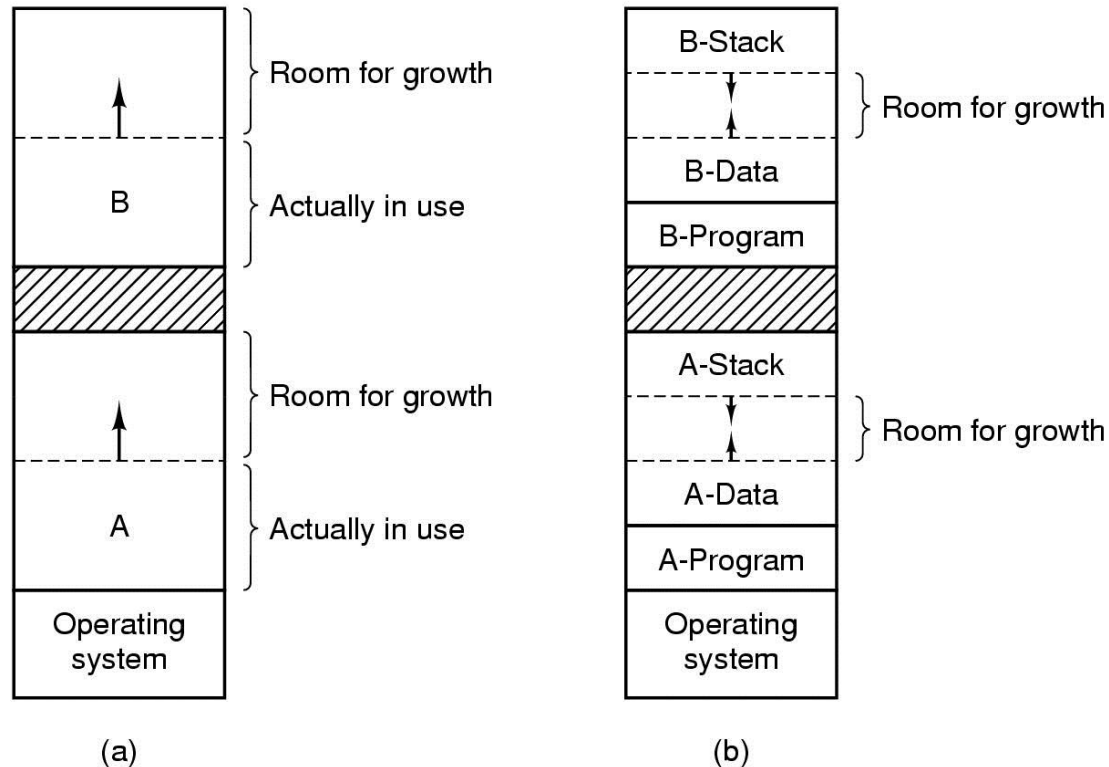 Room for growth
B
Actually in use
Room for growth
A
Actually in use
Operating
system
(a)
B-Stack
Room for growth
B-Data
B-Program
A-Stack
Room for growth
A-Data
A-Program
Operating
system
(b)